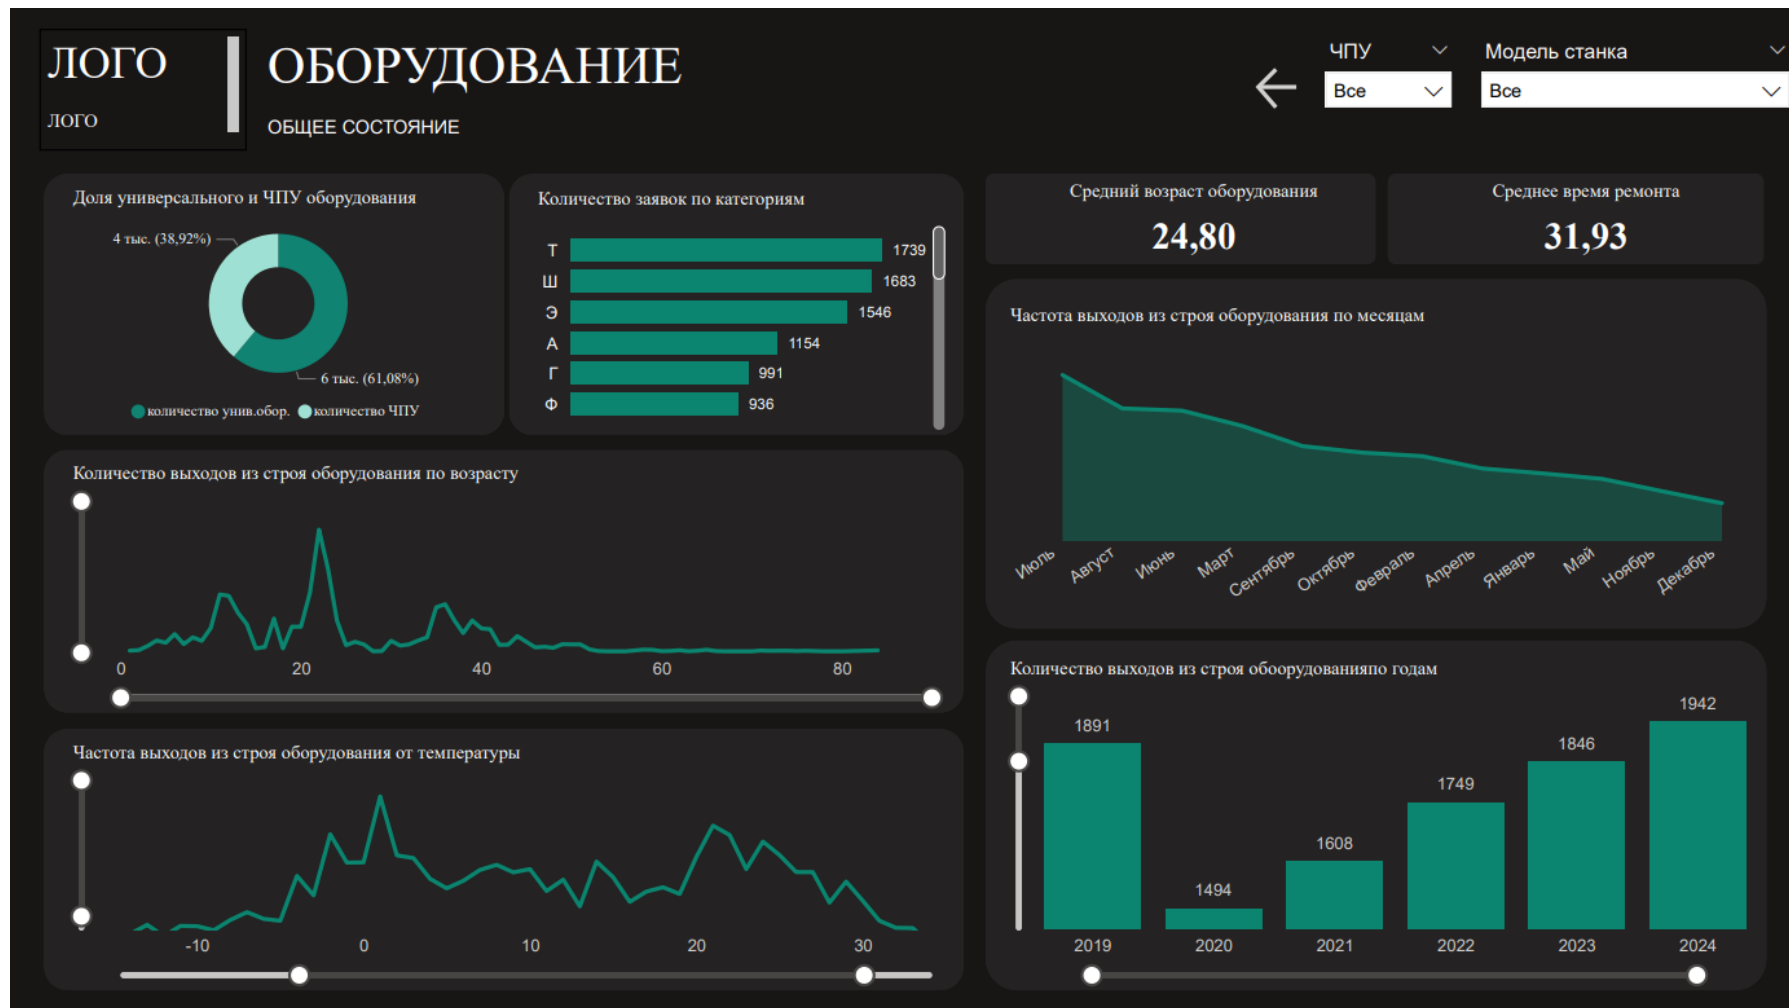 ЛОГО
ЛОГО
ОБОРУДОВАНИЕ
ОБЩЕЕ СОСТОЯНИЕ
ЧПУ
Все
Модель станка
Все
Доля универсального и ЧПУ оборудования
4 тыс. (38,92%)
6 тыс. (61,08%)
количество унив.обор. количество ЧПУ
Количество заявок по категориям
Т 1739
Ш 1683
Э 1546
А 1154
Г 991
Ф 936
Средний возраст оборудования
24,80
Среднее время ремонта
31,93
Количество выходов из строя оборудования по возрасту
0 20 40 60 80
Частота выходов из строя оборудования по месяцам
Июль Август Июнь Март Сентябрь Октябрь Февраль Апрель Январь Май Ноябрь Декабрь
Частота выходов из строя оборудования от температуры
-10 0 10 20 30
Количество выходов из строя обоорудованияпо годам
1891 1494 1608 1749 1846 1942
2019 2020 2021 2022 2023 2024